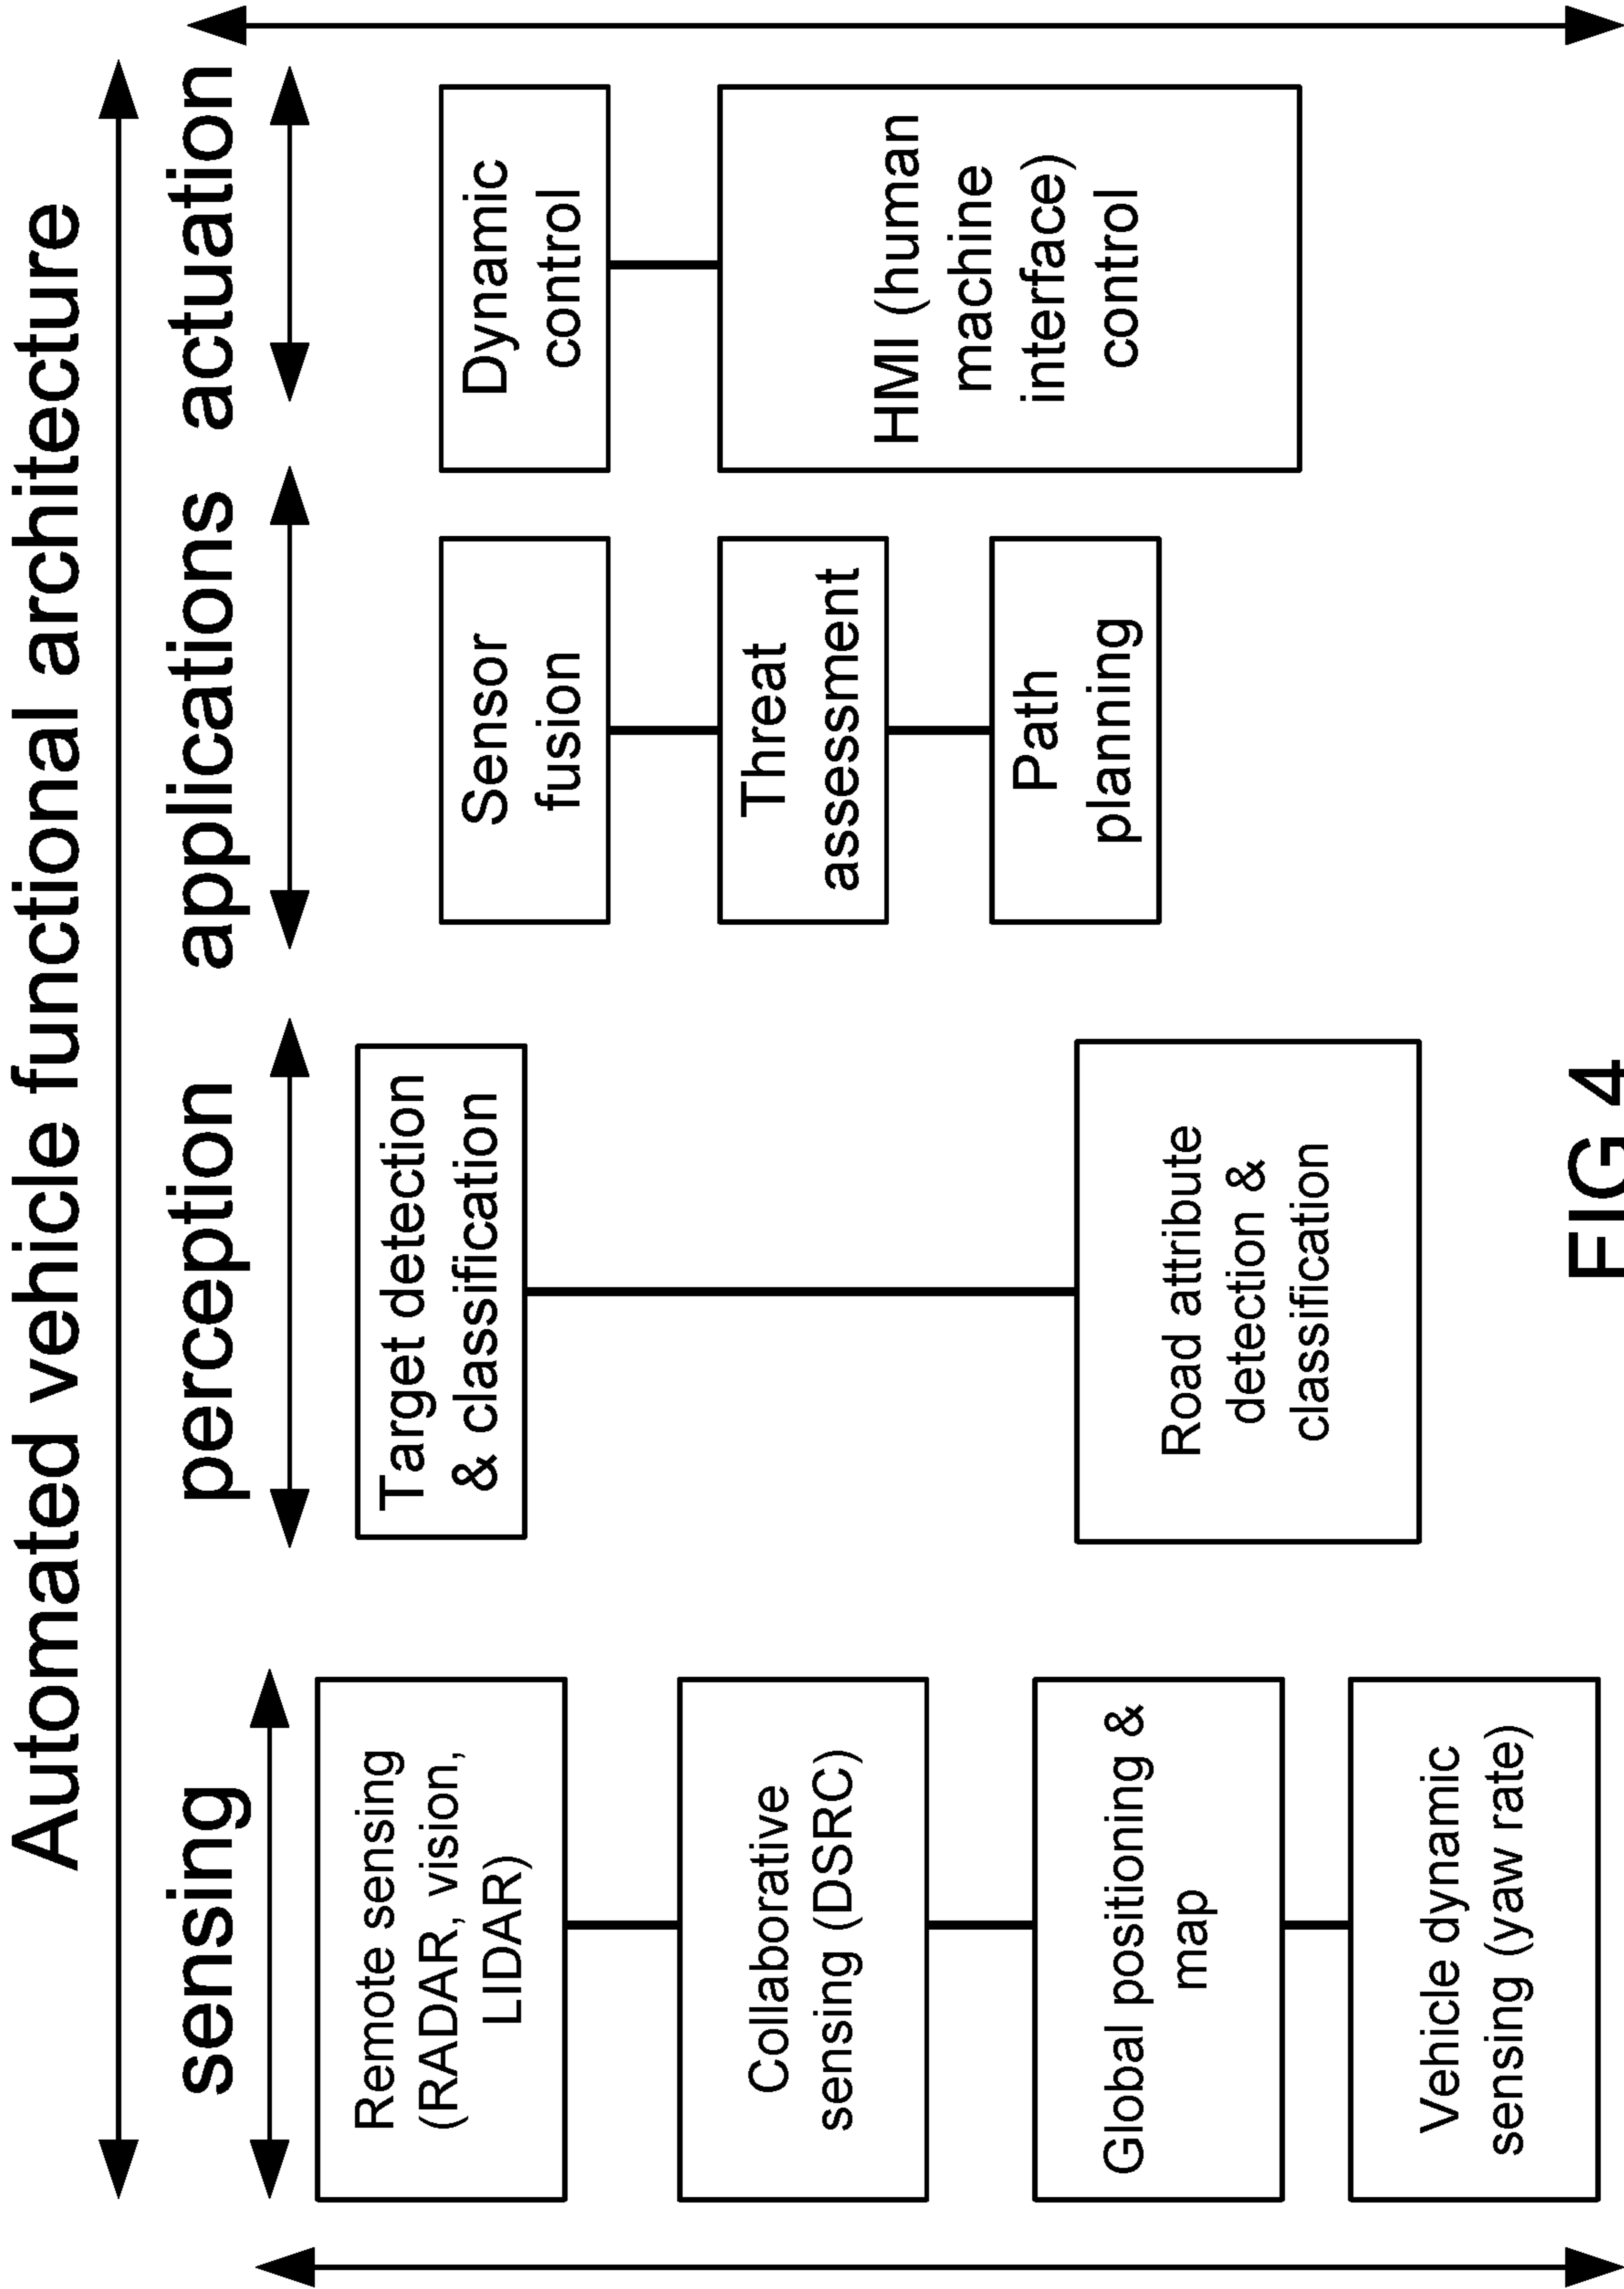 Automated vehicle functional architecture
sensing
perception
applications
actuation
Remote sensing
(RADAR, vision,
LIDAR)
Collaborative
sensing (DSRC)
Global positioning &
map
Vehicle dynamic
sensing (yaw rate)
Target detection
& classification
Road attribute
detection &
classification
Sensor
fusion
Threat
assessment
Path
planning
Dynamic
control
HMI (human
machine
interface)
control
FIG 4